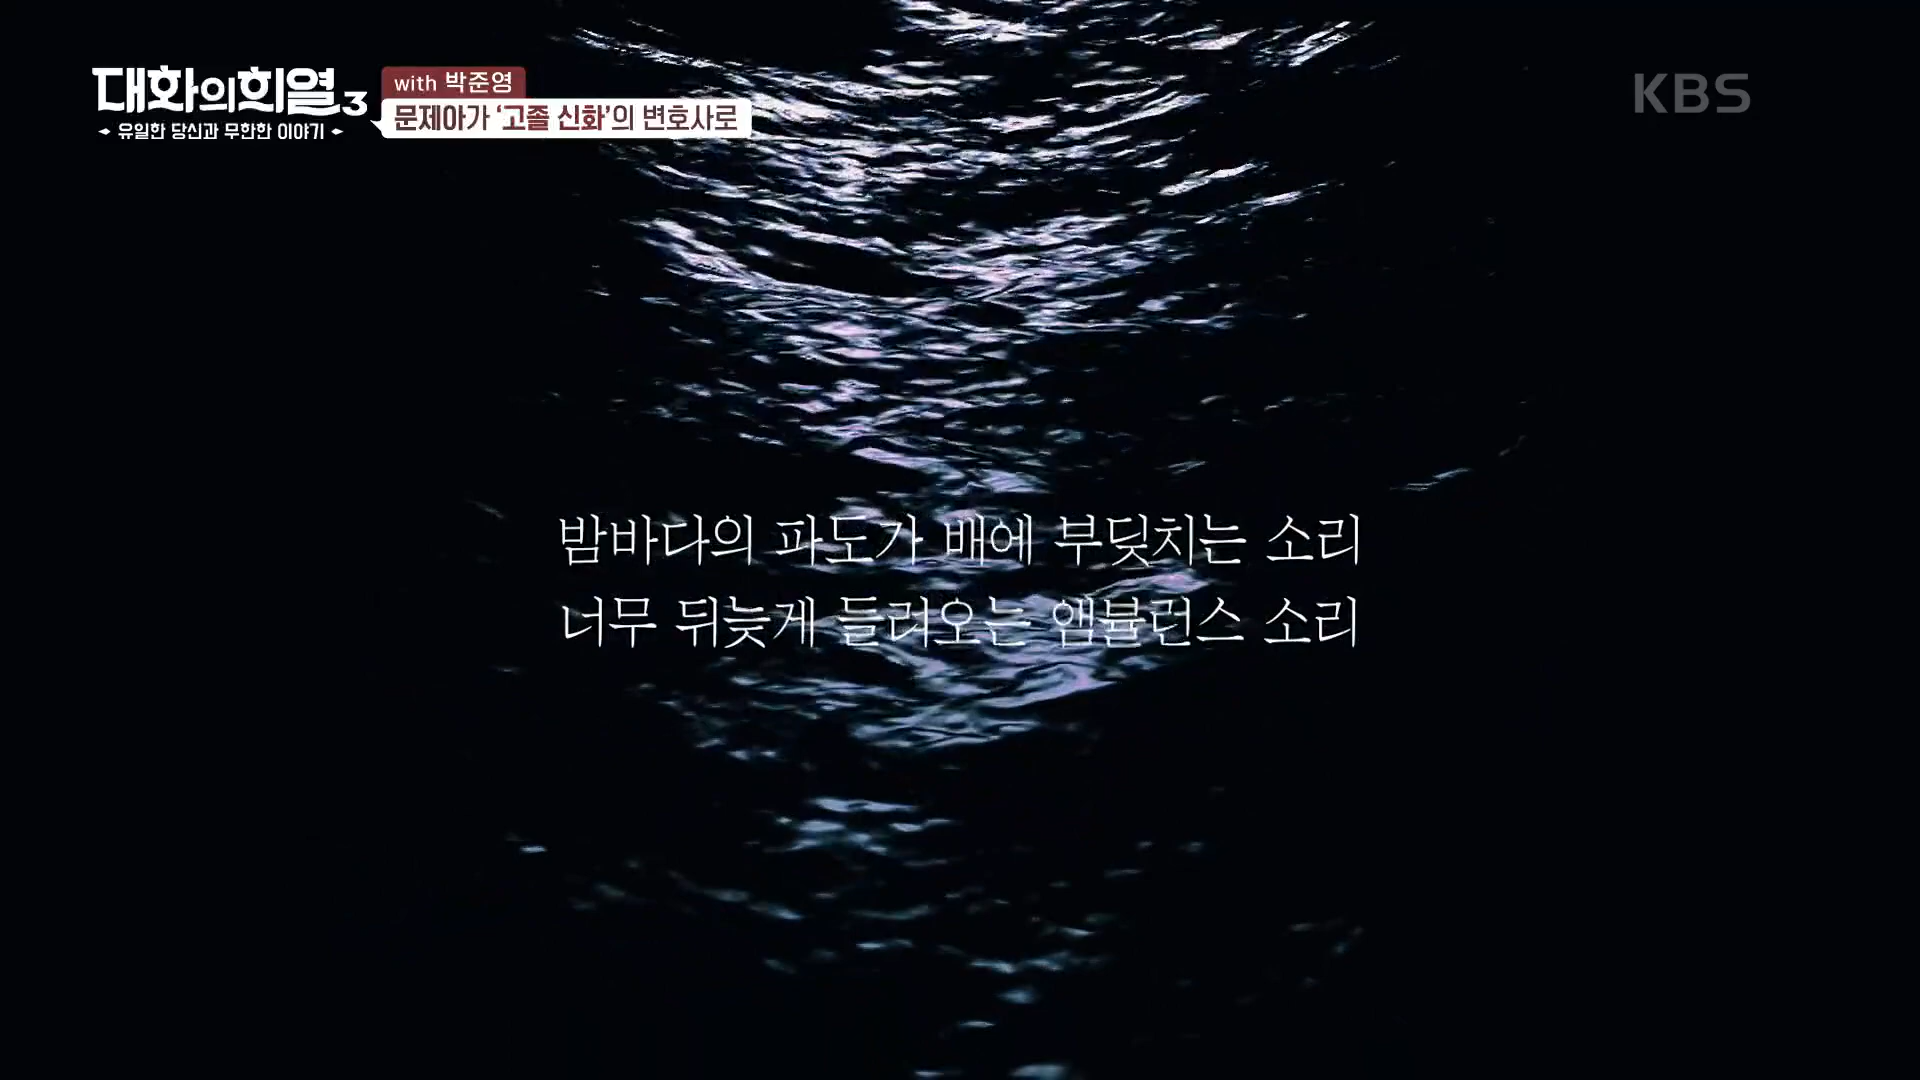 대화의희열3
유일한 당신과 무한한 이야기
with 박준영
문제아가 '고졸 신화'의 변호사로
KBS
밤바다의 파도가 배에 부딪치는 소리
너무 뒤늦게 들려오는 앰뷸런스 소리